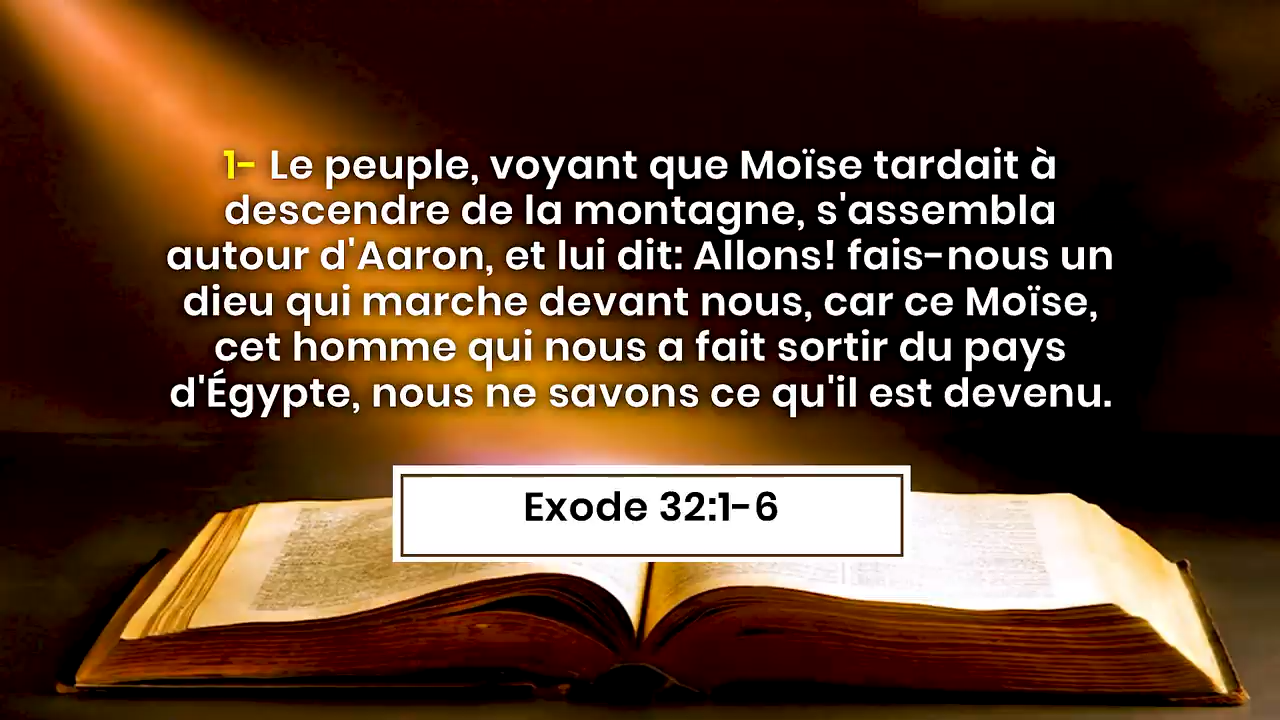 1- Le peuple, voyant que Moïse tardait à
descendre de la montagne, s'assembla
autour d'Aaron, et lui dit: Allons! fais-nous un
dieu qui marche devant nous, car ce Moïse,
cet homme qui nous a fait sortir du pays
d'Égypte, nous ne savons ce qu'il est devenu.
Exode 32:1-6